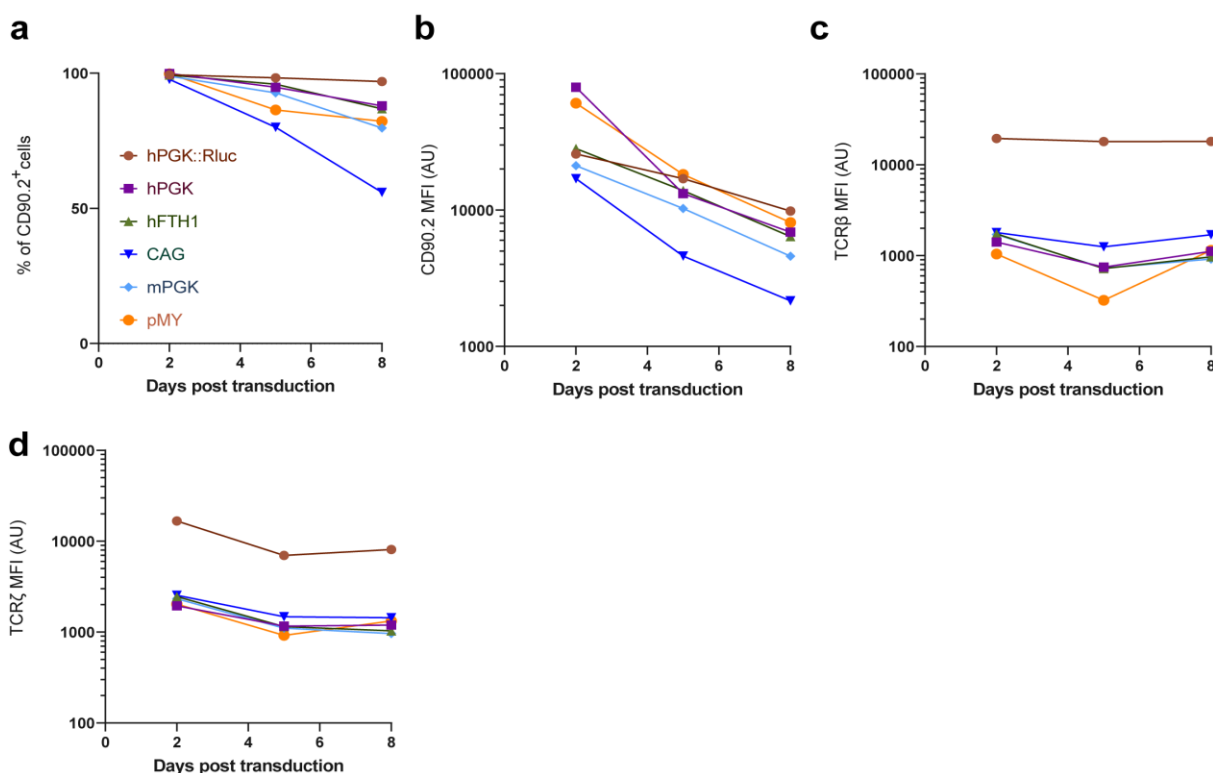 a
100
50
0
% of CD90.2+ cells
hPGK::Rluc
hPGK
hFTH1
CAG
mPGK
pMY
0 2 4 6 8
Days post transduction
b
100000
10000
1000
CD90.2 MFI (AU)
0 2 4 6 8
Days post transduction
c
100000
10000
1000
100
TCRβ MFI (AU)
0 2 4 6 8
Days post transduction
d
100000
10000
1000
100
TCRζ MFI (AU)
0 2 4 6 8
Days post transduction